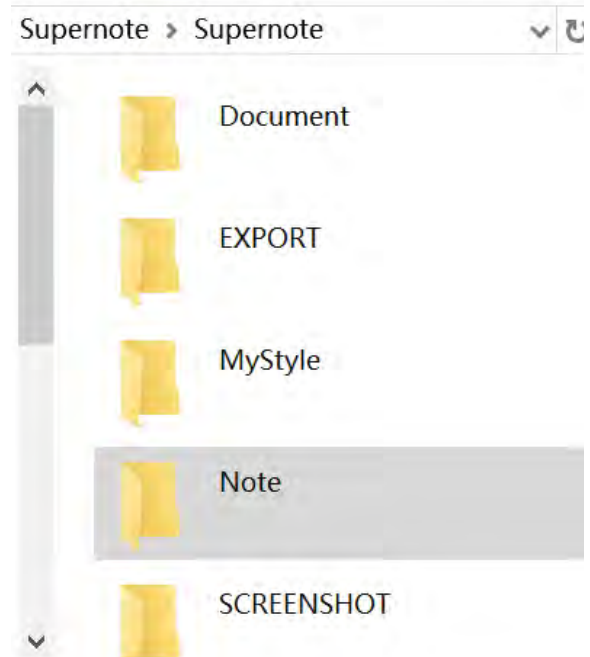 Supernote > Supernote
Document
EXPORT
MyStyle
Note
SCREENSHOT